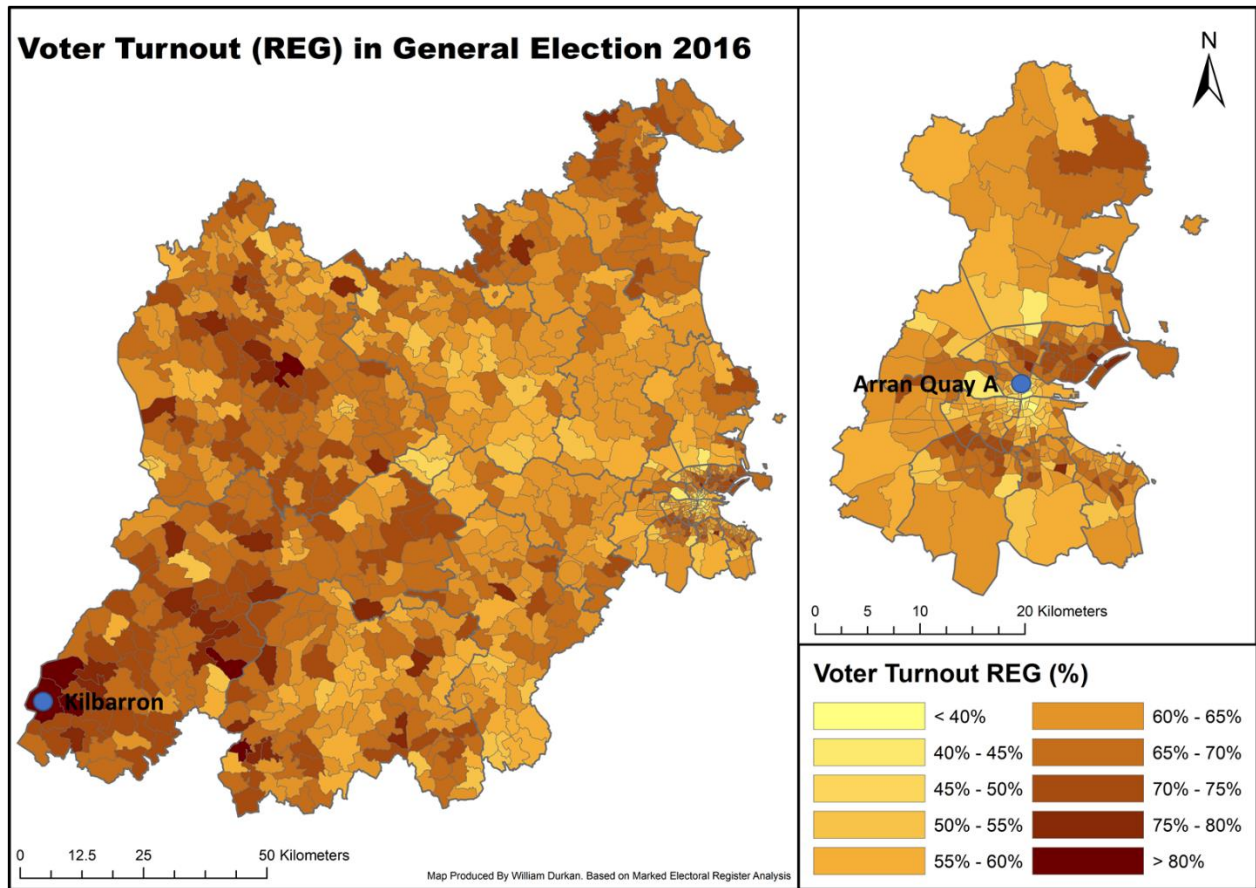 Voter Turnout (REG) in General Election 2016
Kilbarron
0 12.5 25 50 Kilometers
Map Produced By William Durkan. Based on Marked Electoral Register Analysis
N
Arran Quay A
0 5 10 20 Kilometers
Voter Turnout REG (%)
< 40%
40% - 45%
45% - 50%
50% - 55%
55% - 60%
60% - 65%
65% - 70%
70% - 75%
75% - 80%
> 80%